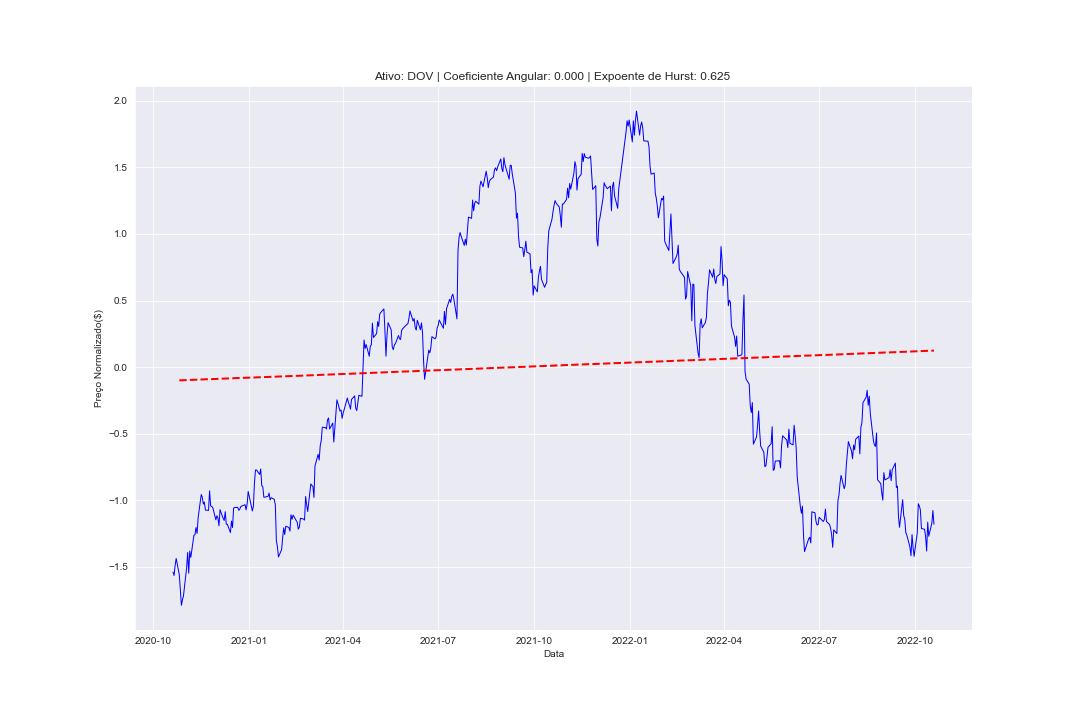 Ativo: DOV | Coeficiente Angular: 0.000 | Expoente de Hurst: 0.625
Preço Normalizado($)
2.0
1.5
1.0
0.5
0.0
−0.5
−1.0
−1.5
2020-10 2021-01 2021-04 2021-07 2021-10 2022-01 2022-04 2022-07 2022-10
Data